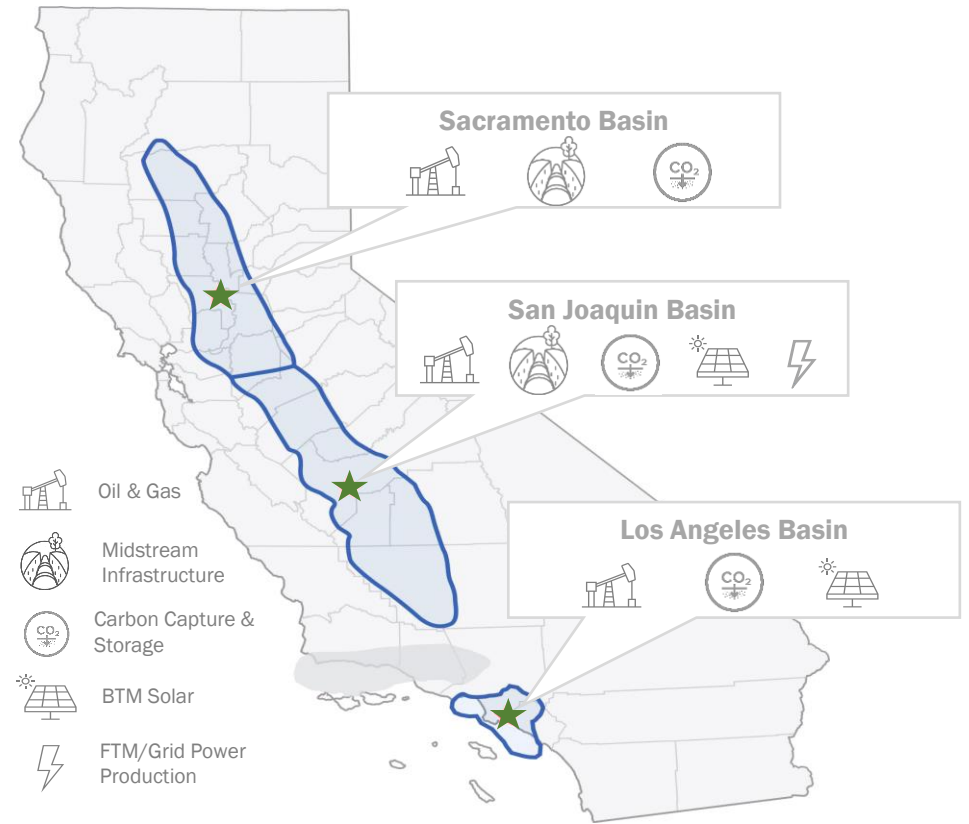 Sacramento Basin
CO₂
San Joaquin Basin
CO₂
Los Angeles Basin
CO₂
Oil & Gas
Midstream
Infrastructure
CO₂
Carbon Capture &
Storage
BTM Solar
FTM/Grid Power
Production